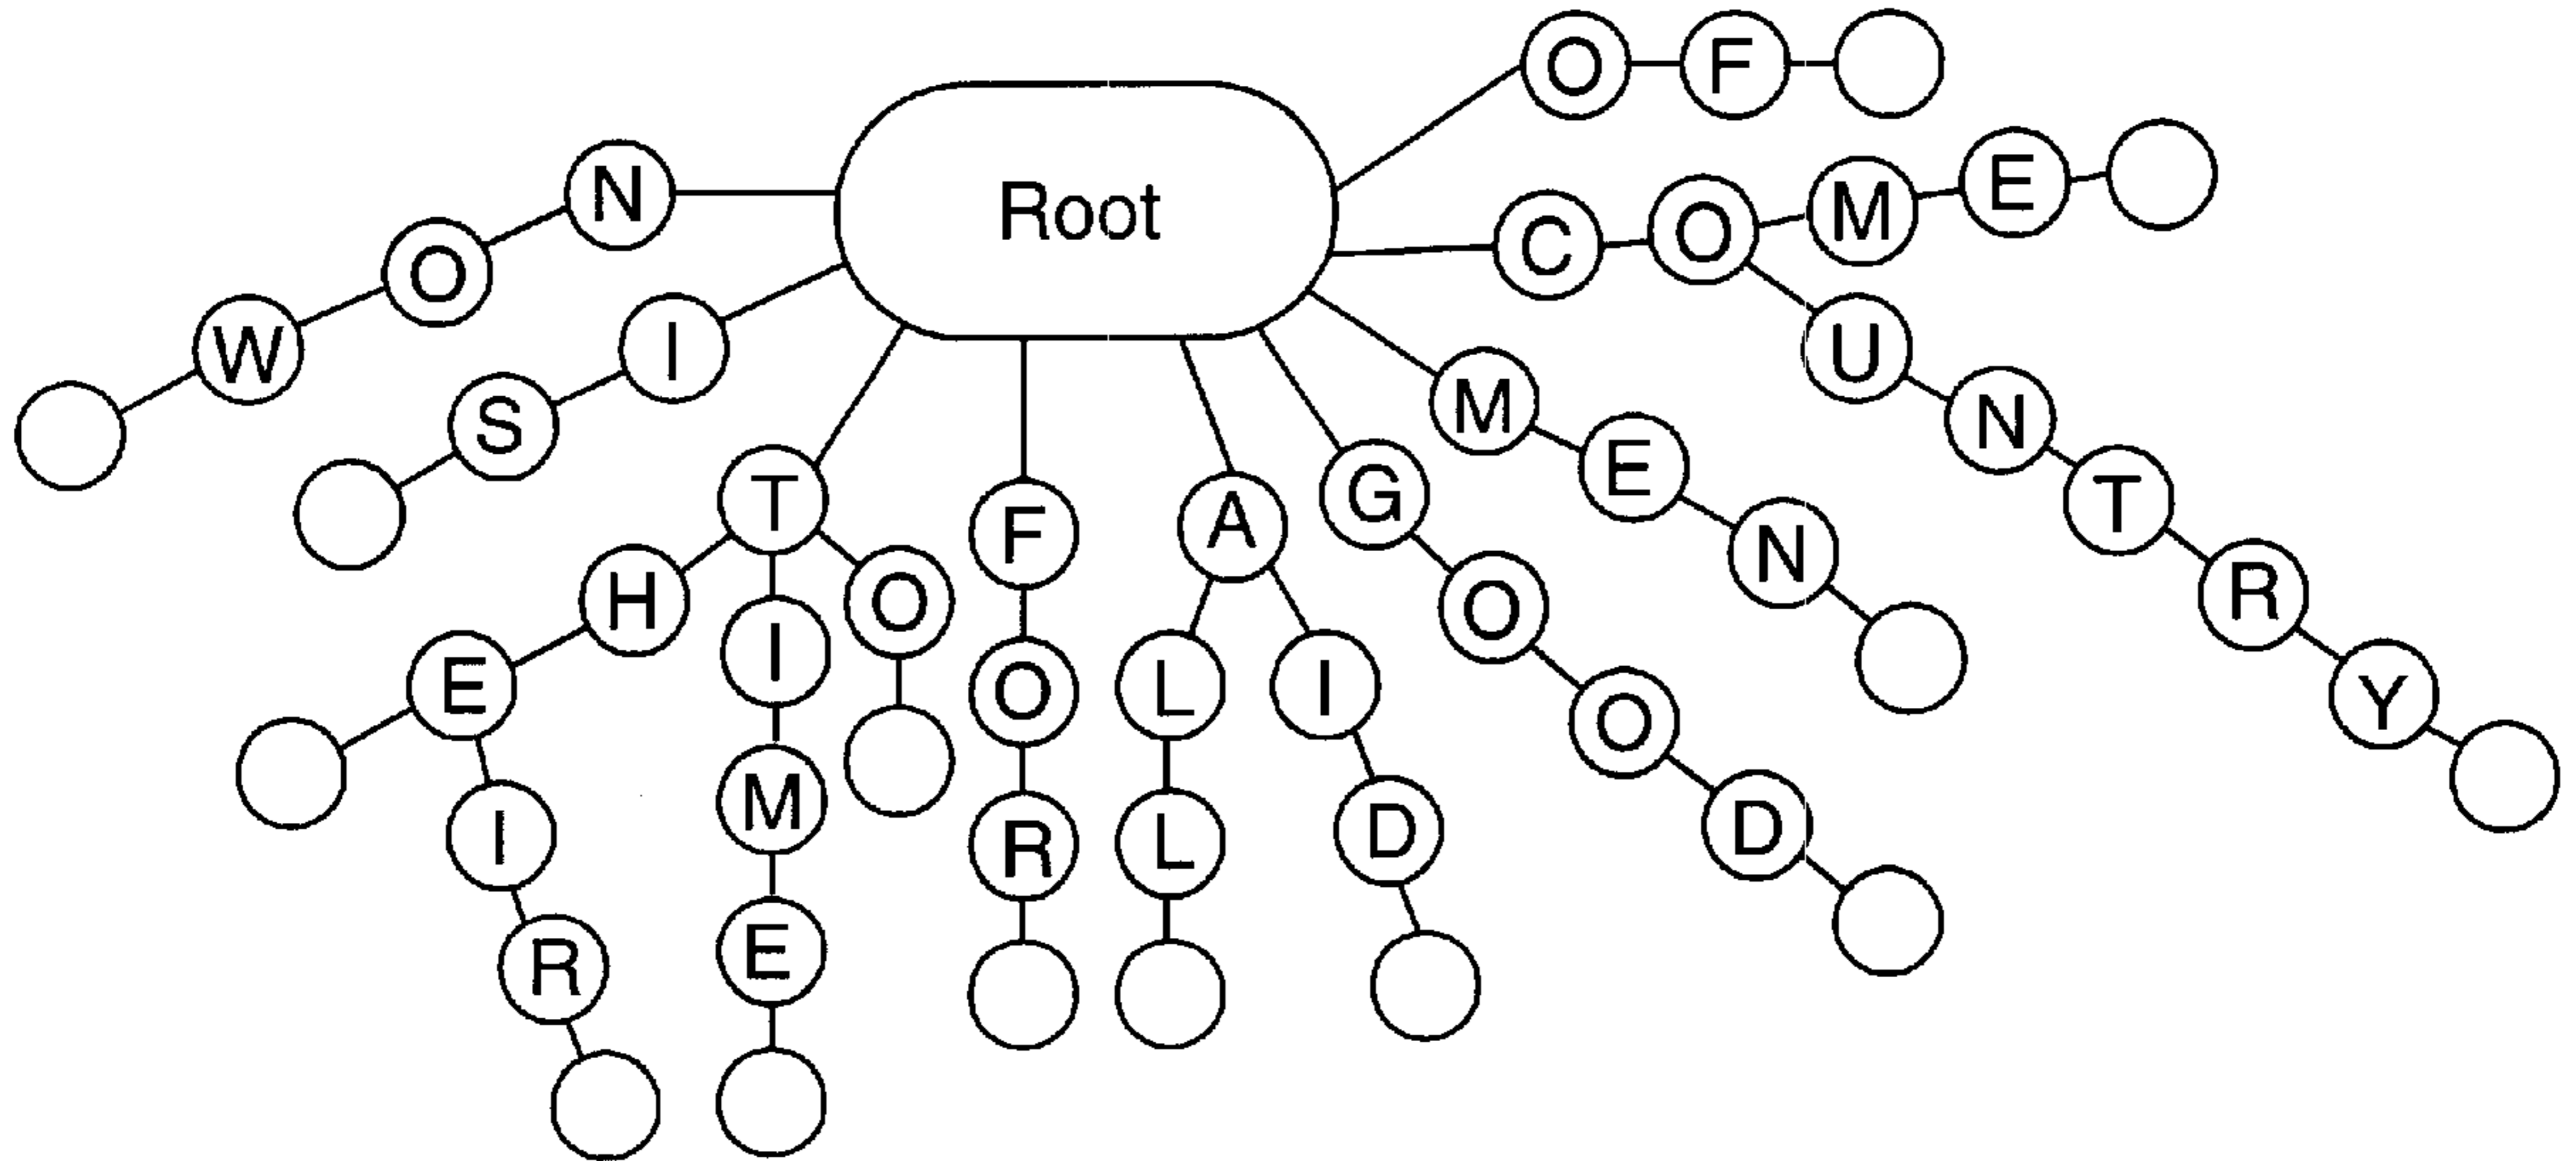 Root
N O W
I S
T H E
I R
I M E
O
F O R
A L L
I D
G O O D
M E N
C O M E
U N T R Y
O F